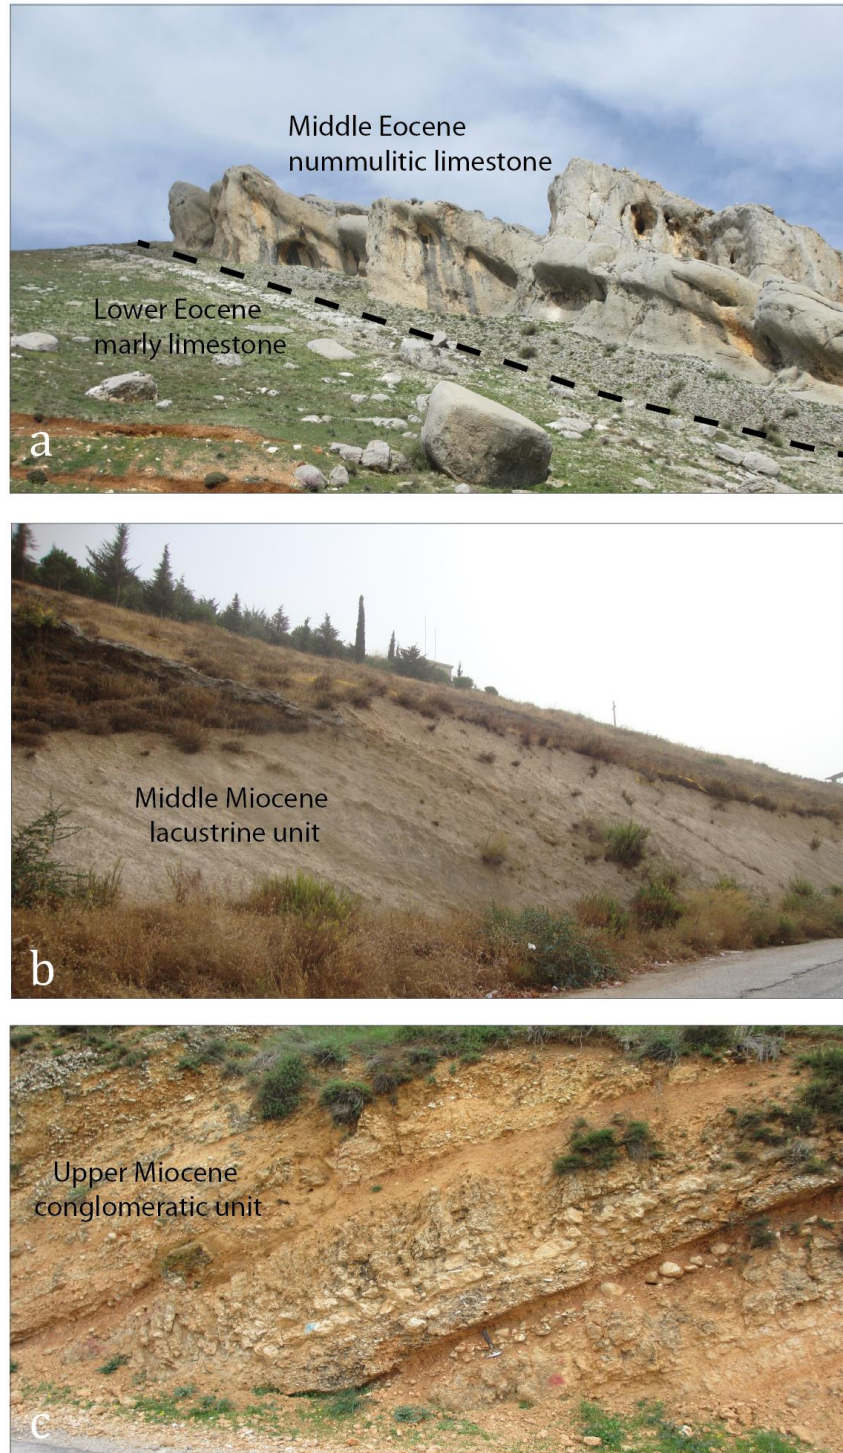 Middle Eocene
nummulitic limestone
Lower Eocene
marly limestone
a
Middle Miocene
lacustrine unit
b
Upper Miocene
conglomeratic unit
c